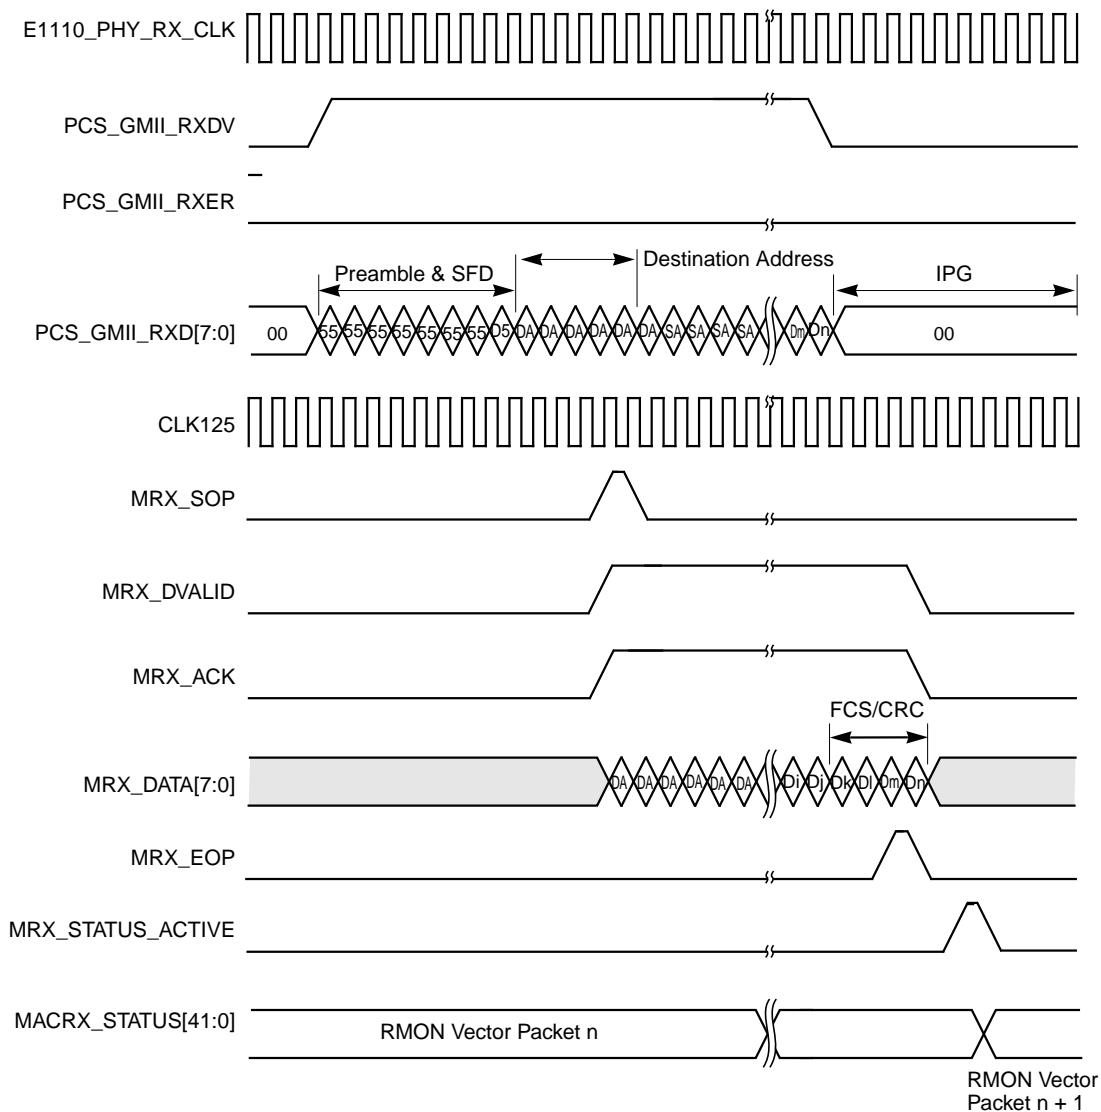 E1110_PHY_RX_CLK
PCS_GMII_RXDV
PCS_GMII_RXER
Preamble & SFD
Destination Address
IPG
PCS_GMII_RXD[7:0]
00 55 55 55 55 55 55 55 D5 DA DA DA DA DA DA SA SA SA SA Dm Dn 00
CLK125
MRX_SOP
MRX_DVALID
MRX_ACK
FCS/CRC
MRX_DATA[7:0]
DA DA DA DA DA DA Di Dj Dk Dl Dm Dn
MRX_EOP
MRX_STATUS_ACTIVE
MACRX_STATUS[41:0]
RMON Vector Packet n
RMON Vector
Packet n + 1